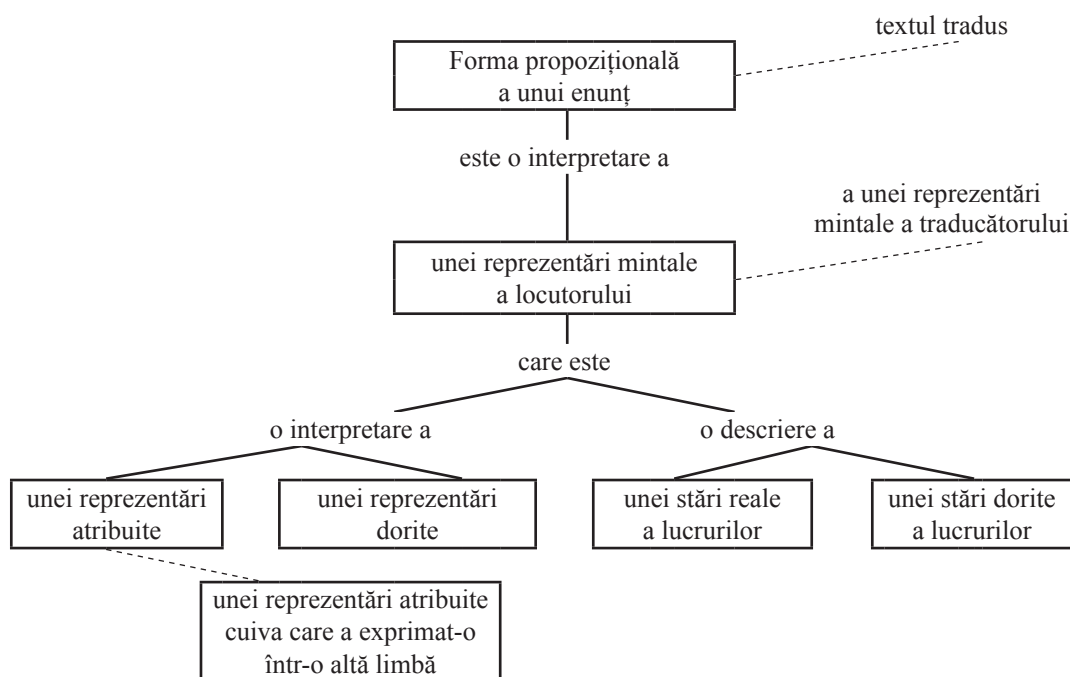 textul tradus
Forma propozițională
a unui enunț
este o interpretare a
a unei reprezentări
mintale a traducătorului
unei reprezentări mintale
a locutorului
care este
o interpretare a
o descriere a
unei reprezentări
atribuite
unei reprezentări
dorite
unei stări reale
a lucrurilor
unei stări dorite
a lucrurilor
unei reprezentări atribuite
cuiva care a exprimat-o
într-o altă limbă